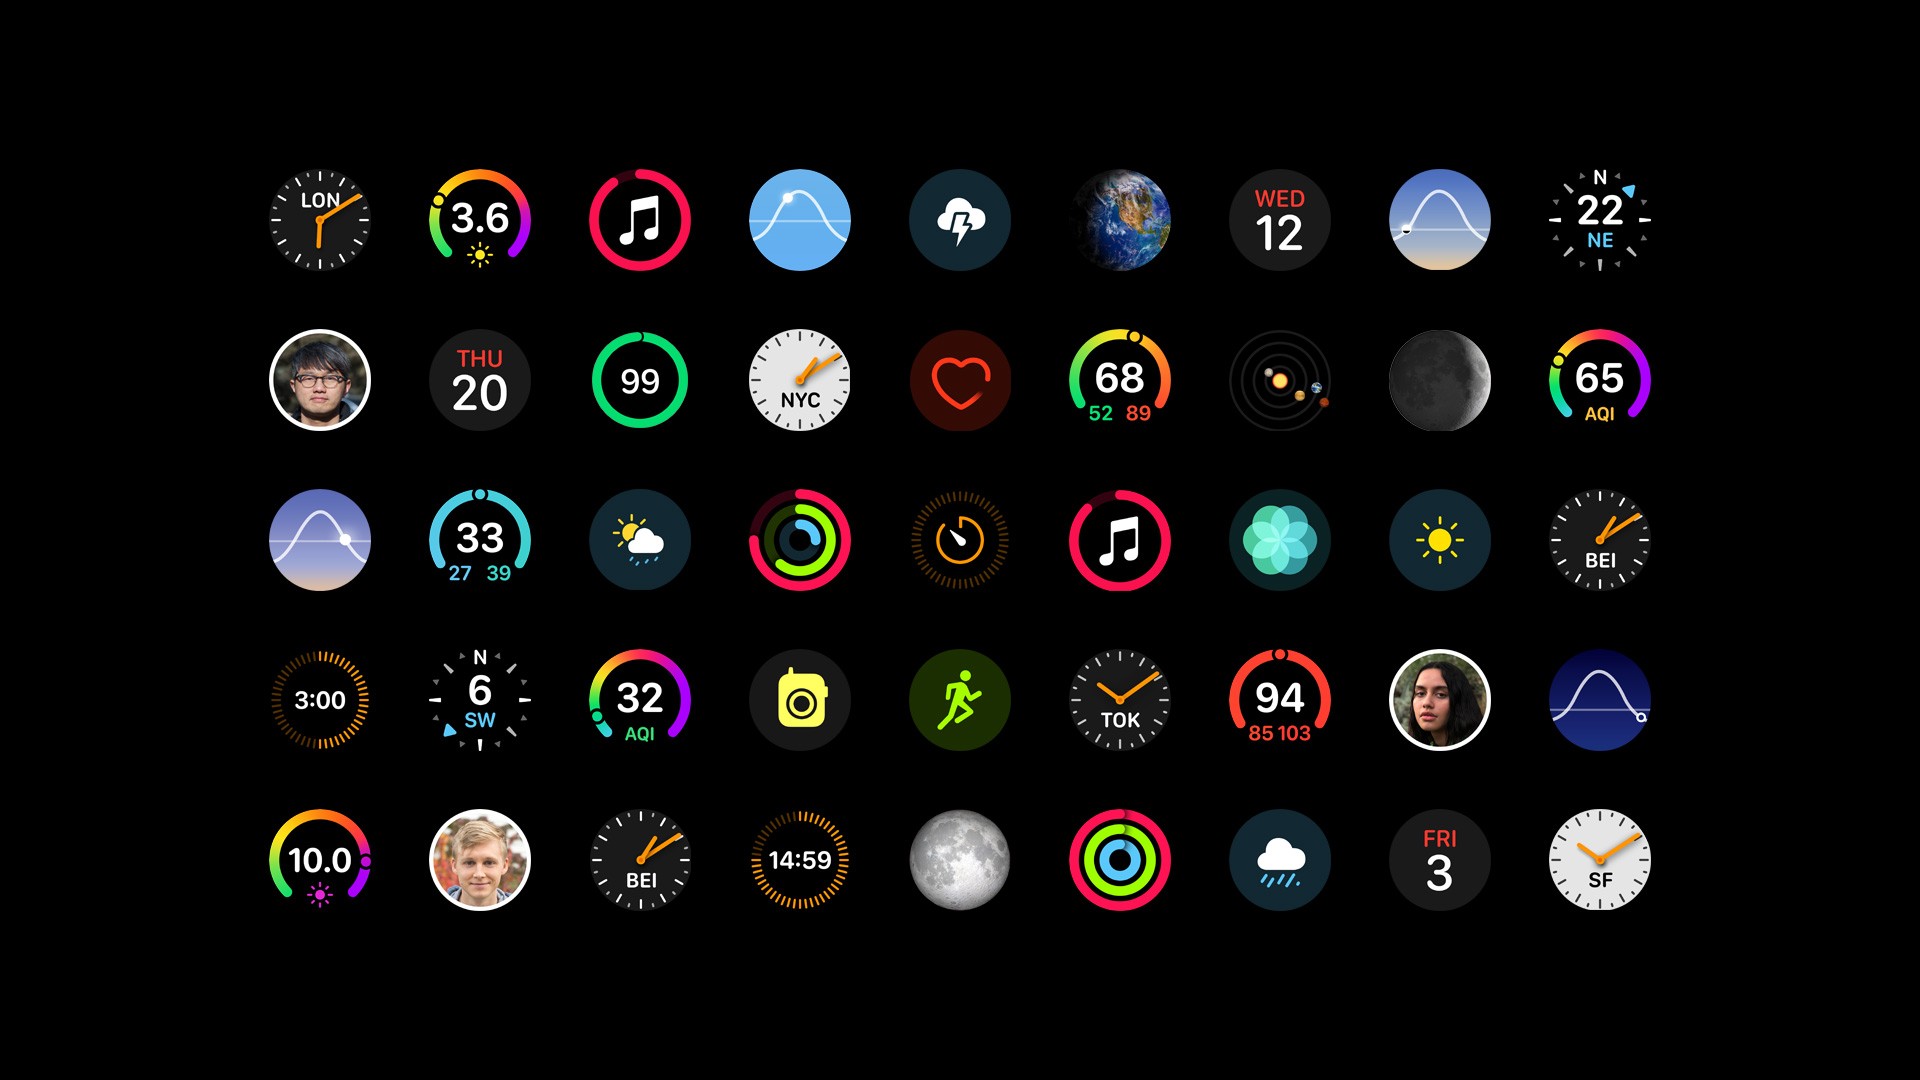 LON
3.6
WED
12
N
22
NE
THU
20
99
NYC
68
52 89
65
AQI
33
27 39
BEI
3:00
N
6
SW
32
AQI
TOK
94
85 103
10.0
BEI
14:59
FRI
3
SF